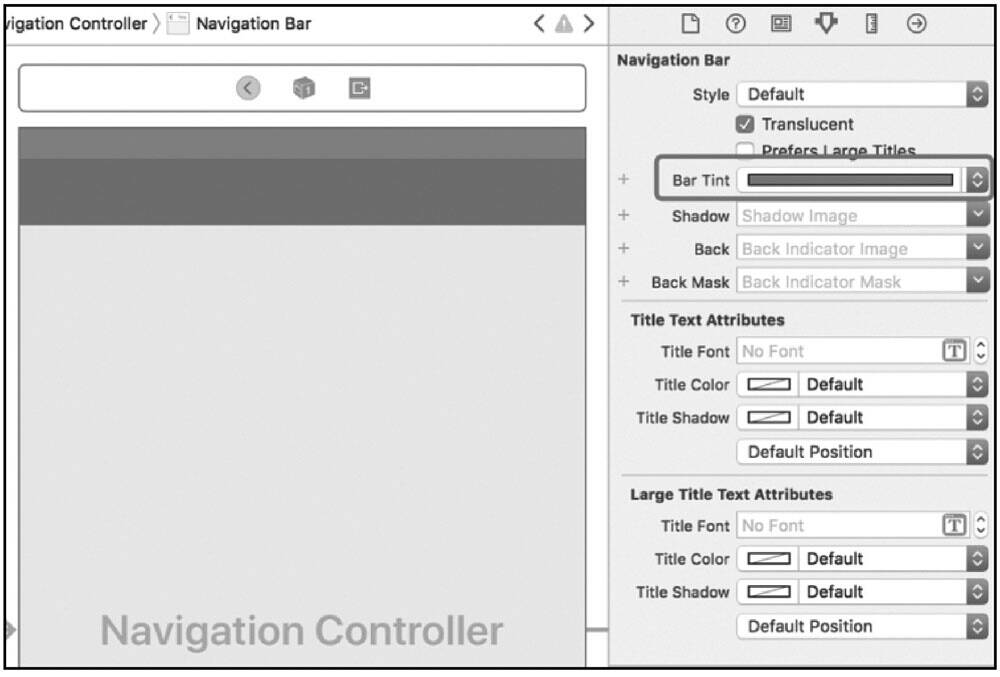 vigation Controller 〉 Navigation Bar
Navigation Bar
Style Default
Translucent
Prefers Large Titles
Bar Tint
+ Shadow Shadow Image
+ Back Back Indicator Image
+ Back Mask Back Indicator Mask
Title Text Attributes
Title Font No Font T
Title Color Default
Title Shadow Default
Default Position
Large Title Text Attributes
Title Font No Font T
Title Color Default
Title Shadow Default
Default Position
Navigation Controller